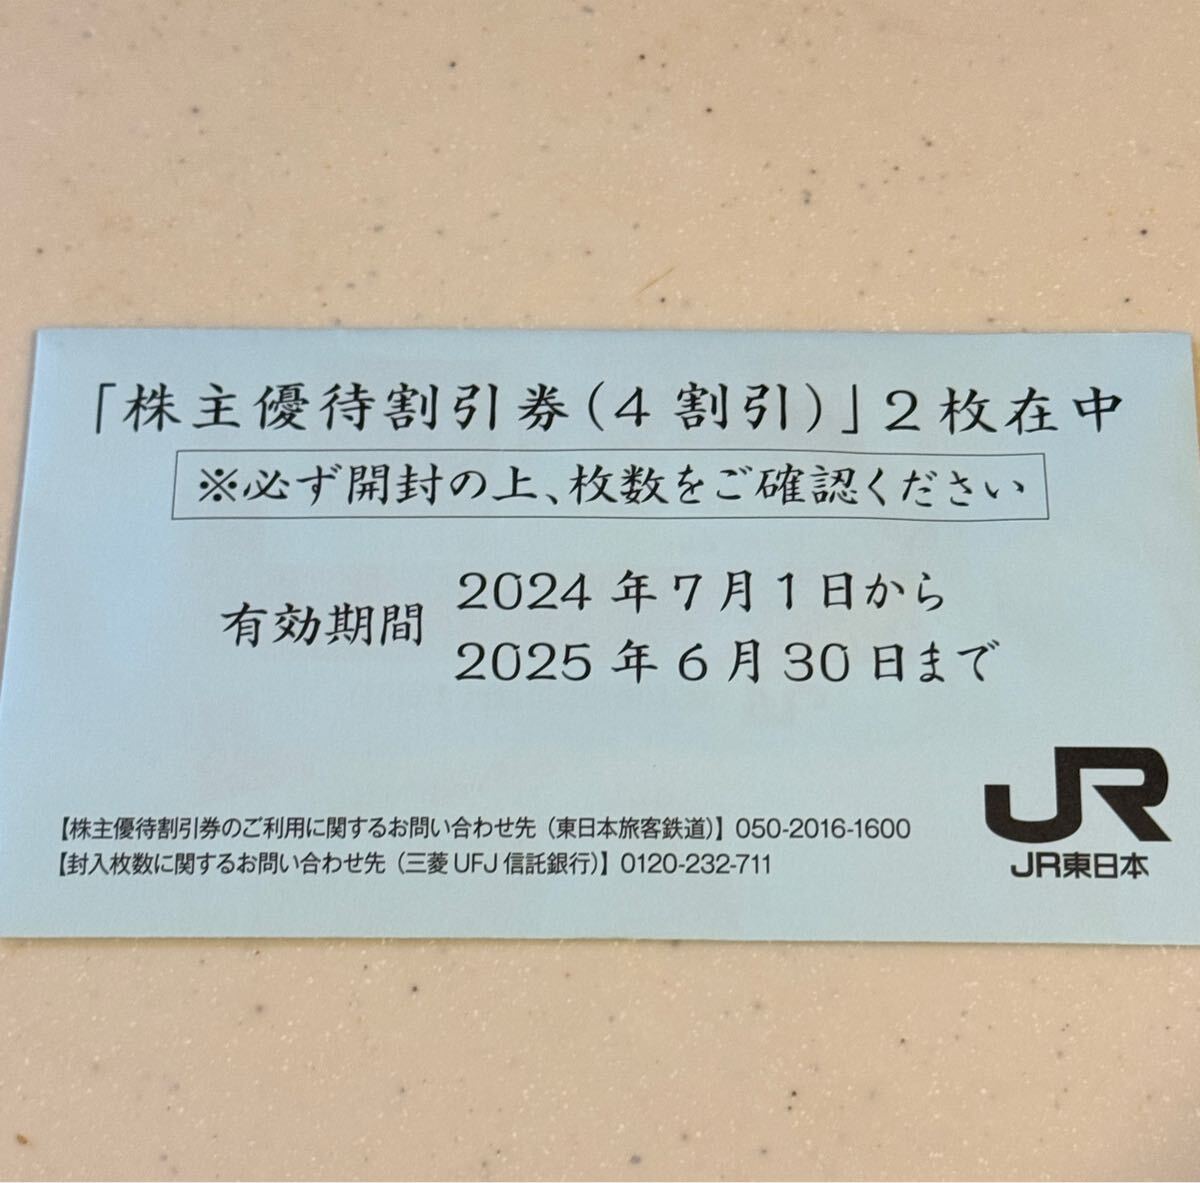 「株主優待割引券(4割引)」2枚在中
※必ず開封の上、枚数をご確認ください
有効期間
2024年7月1日から
2025年6月30日まで
【株主優待割引券のご利用に関するお問い合わせ先（東日本旅客鉄道）】050-2016-1600
【封入枚数に関するお問い合わせ先（三菱UFJ信託銀行）】0120-232-711
JR
JR東日本